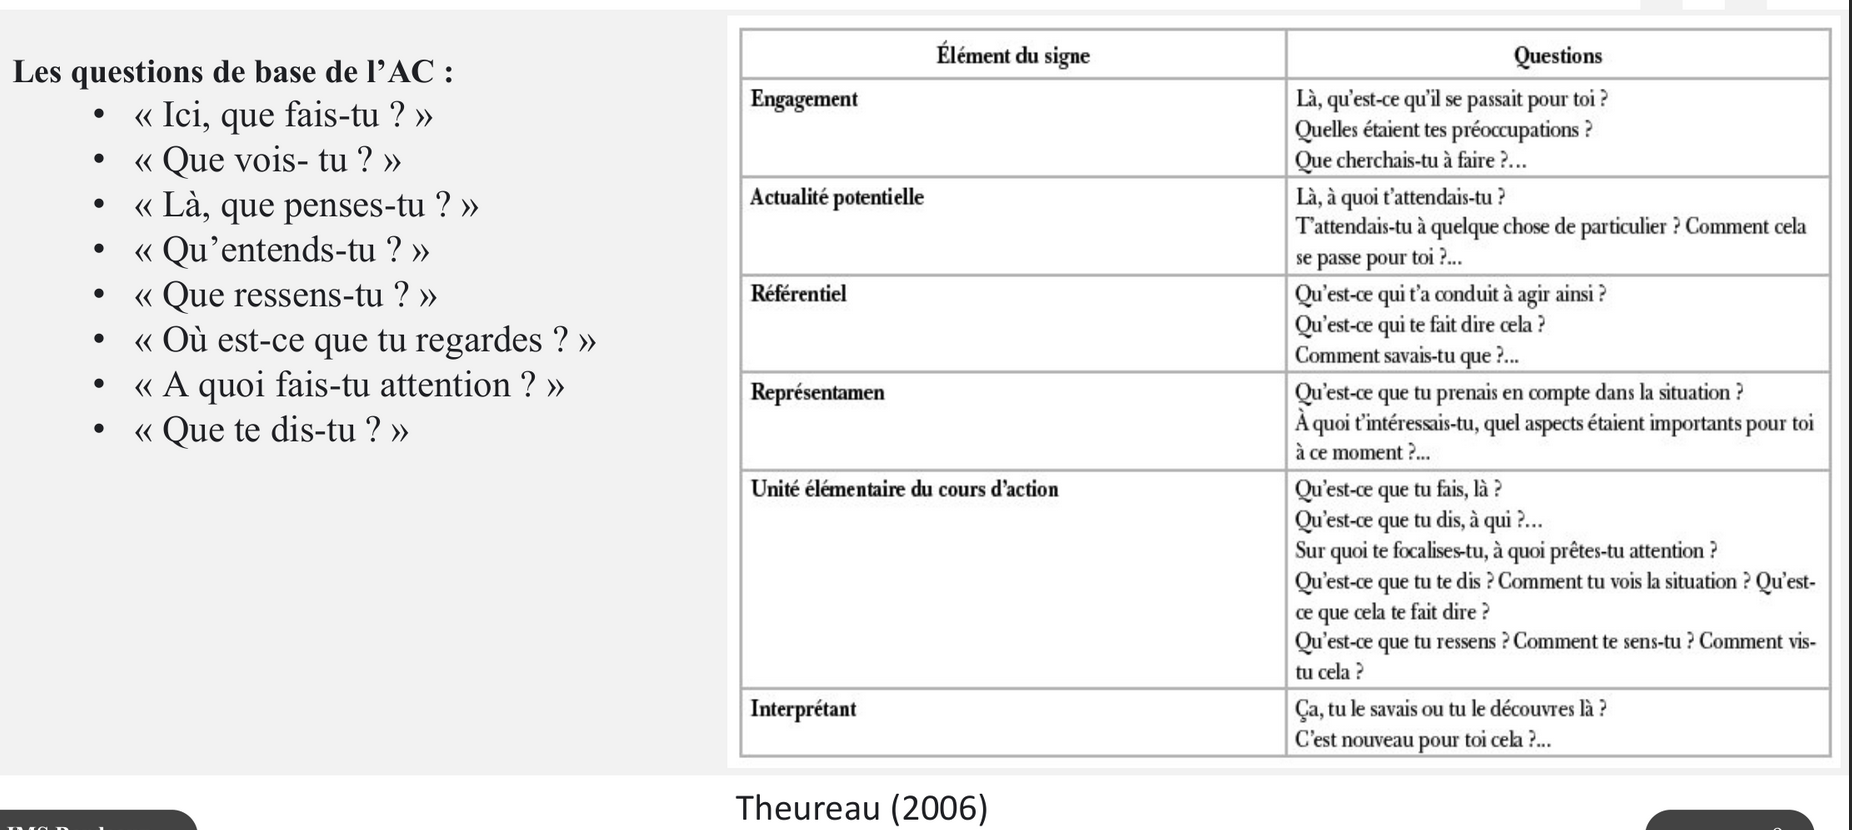 Les questions de base de l’AC :
• « Ici, que fais-tu ? »
• « Que vois- tu ? »
• « Là, que penses-tu ? »
• « Qu’entends-tu ? »
• « Que ressens-tu ? »
• « Où est-ce que tu regardes ? »
• « A quoi fais-tu attention ? »
• « Que te dis-tu ? »
Élément du signe
Questions
Engagement
Là, qu’est-ce qu’il se passait pour toi ?
Quelles étaient tes préoccupations ?
Que cherchais-tu à faire ?...
Actualité potentielle
Là, à quoi t’attendais-tu ?
T’attendais-tu à quelque chose de particulier ? Comment cela
se passe pour toi ?...
Référentiel
Qu’est-ce qui t’a conduit à agir ainsi ?
Qu’est-ce qui te fait dire cela ?
Comment savais-tu que ?...
Représentamen
Qu’est-ce que tu prenais en compte dans la situation ?
À quoi t’intéressais-tu, quel aspects étaient importants pour toi
à ce moment ?...
Unité élémentaire du cours d’action
Qu’est-ce que tu fais, là ?
Qu’est-ce que tu dis, à qui ?...
Sur quoi te focalises-tu, à quoi prêtes-tu attention ?
Qu’est-ce que tu te dis ? Comment tu vois la situation ? Qu’est-
ce que cela te fait dire ?
Qu’est-ce que tu ressens ? Comment te sens-tu ? Comment vis-
tu cela ?
Interprétant
Ça, tu le savais ou tu le découvres là ?
C’est nouveau pour toi cela ?...
Theureau (2006)